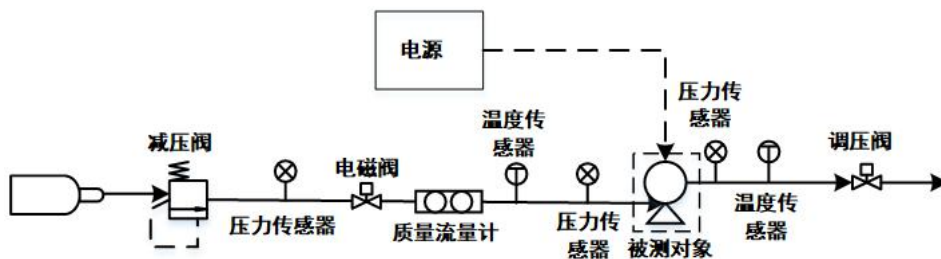 电源
压力传
感器
温度传
感器
减压阀
电磁阀
调压阀
压力传感器
质量流量计
压力传
感器
被测对象
温度传
感器